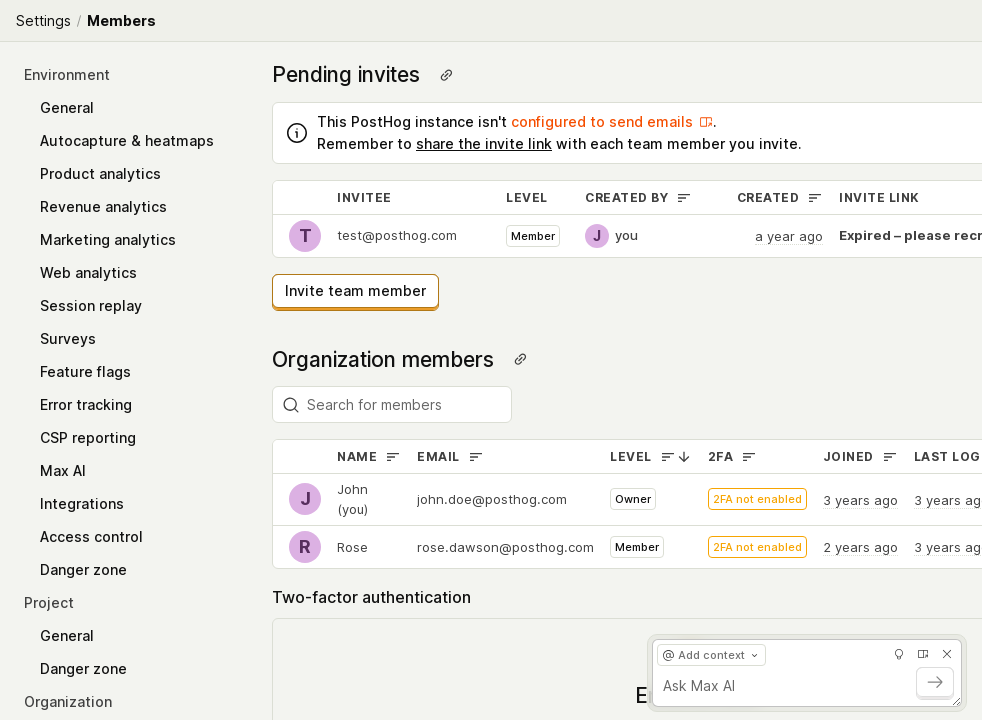 Settings / Members
Environment
General
Autocapture & heatmaps
Product analytics
Revenue analytics
Marketing analytics
Web analytics
Session replay
Surveys
Feature flags
Error tracking
CSP reporting
Max AI
Integrations
Access control
Danger zone
Project
General
Danger zone
Organization
Pending invites
This PostHog instance isn't configured to send emails.
Remember to share the invite link with each team member you invite.
INVITEE LEVEL CREATED BY CREATED INVITE LINK
T test@posthog.com Member J you a year ago Expired – please recr
Invite team member
Organization members
Search for members
NAME EMAIL LEVEL 2FA JOINED LAST LOG
J John (you) john.doe@posthog.com Owner 2FA not enabled 3 years ago 3 years ag
R Rose rose.dawson@posthog.com Member 2FA not enabled 2 years ago 3 years ag
Two-factor authentication
@ Add context
Ask Max AI